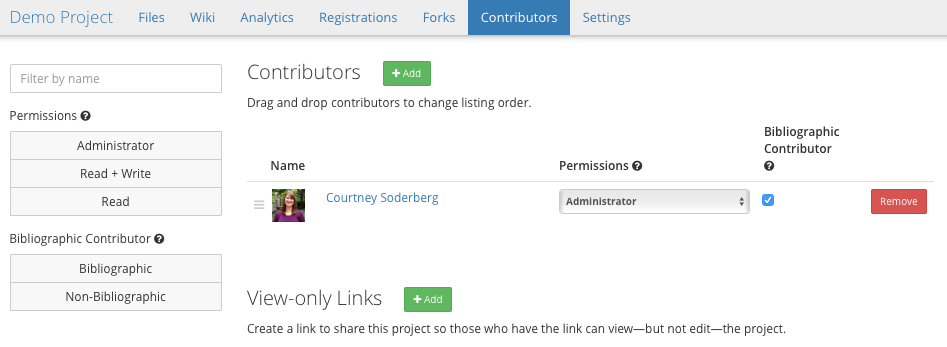 Demo Project Files Wiki Analytics Registrations Forks Contributors Settings
Filter by name
Permissions
Administrator
Read + Write
Read
Bibliographic Contributor
Bibliographic
Non-Bibliographic
Contributors + Add
Drag and drop contributors to change listing order.
Name Permissions Bibliographic
Contributor
Courtney Soderberg Administrator Remove
View-only Links + Add
Create a link to share this project so those who have the link can view—but not edit—the project.